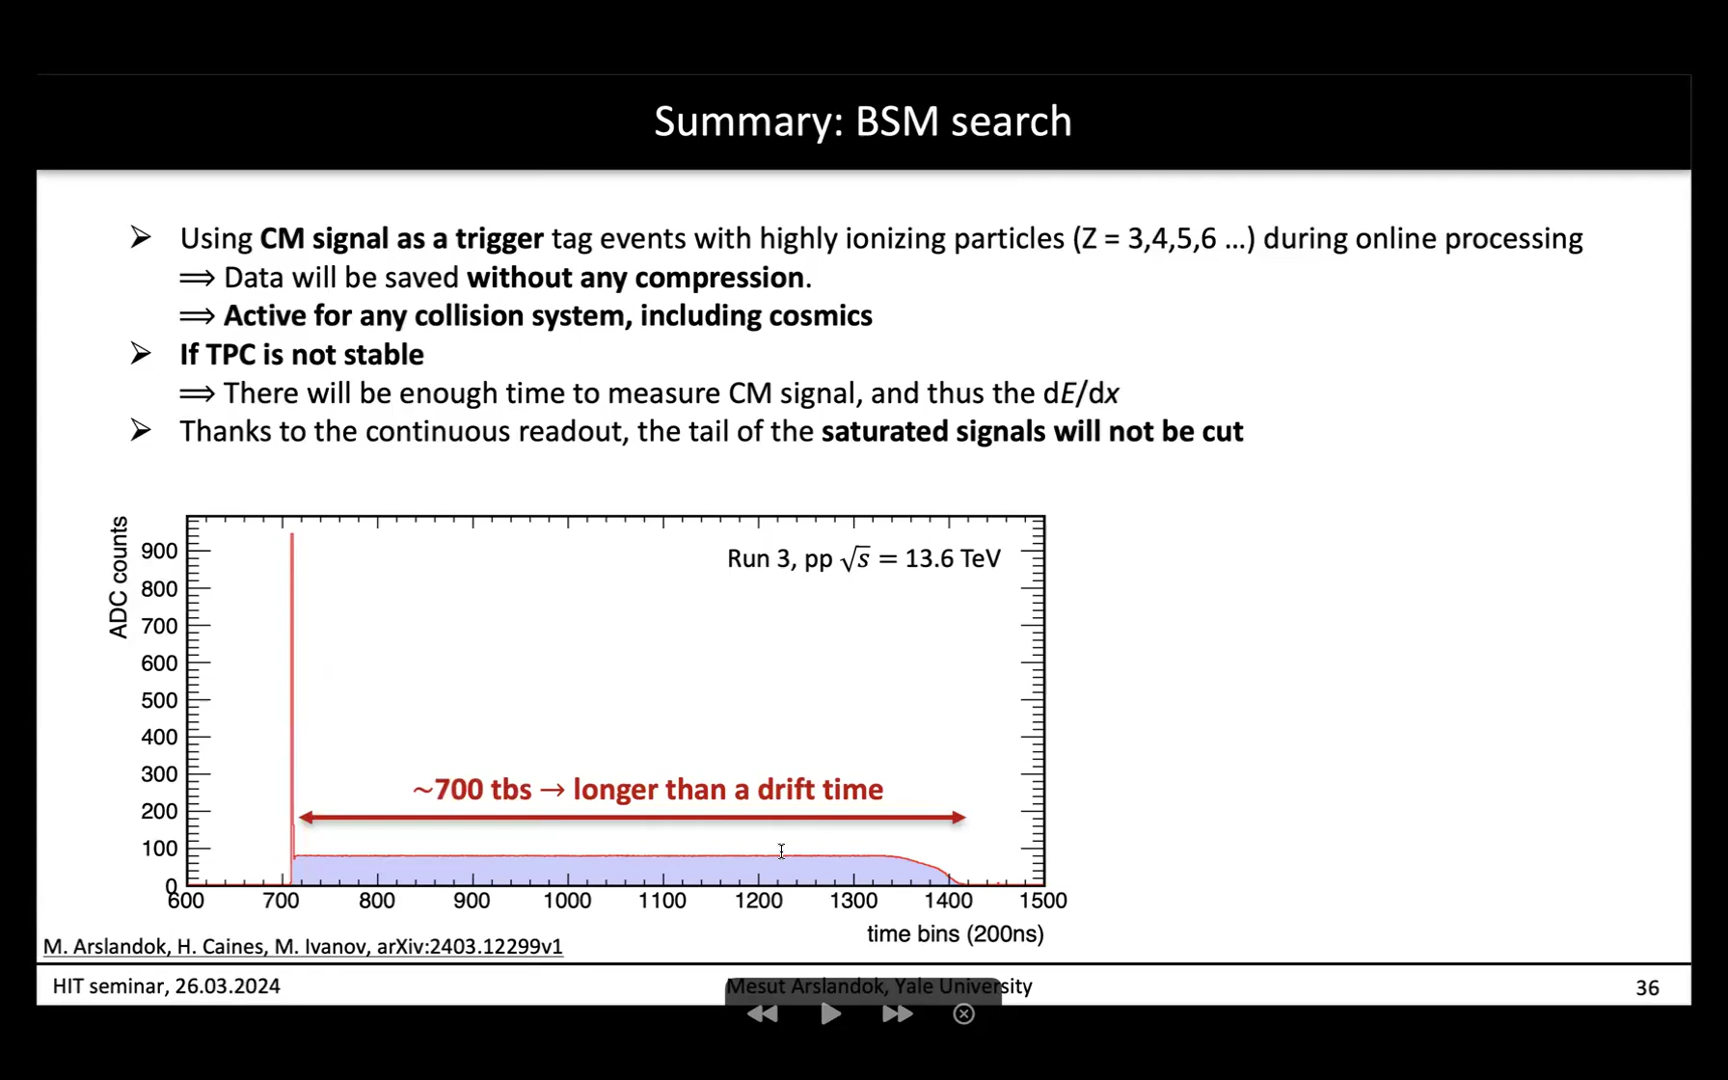 Summary: BSM search
➢ Using CM signal as a trigger tag events with highly ionizing particles (Z = 3,4,5,6 ...) during online processing
⟹ Data will be saved without any compression.
⟹ Active for any collision system, including cosmics
➢ If TPC is not stable
⟹ There will be enough time to measure CM signal, and thus the dE/dx
➢ Thanks to the continuous readout, the tail of the saturated signals will not be cut
ADC counts
Run 3, pp √s = 13.6 TeV
900
800
700
600
500
400
300
200
100
0
~700 tbs → longer than a drift time
600 700 800 900 1000 1100 1200 1300 1400 1500
time bins (200ns)
M. Arslandok, H. Caines, M. Ivanov, arXiv:2403.12299v1
HIT seminar, 26.03.2024 Mesut Arslandok, Yale University 36